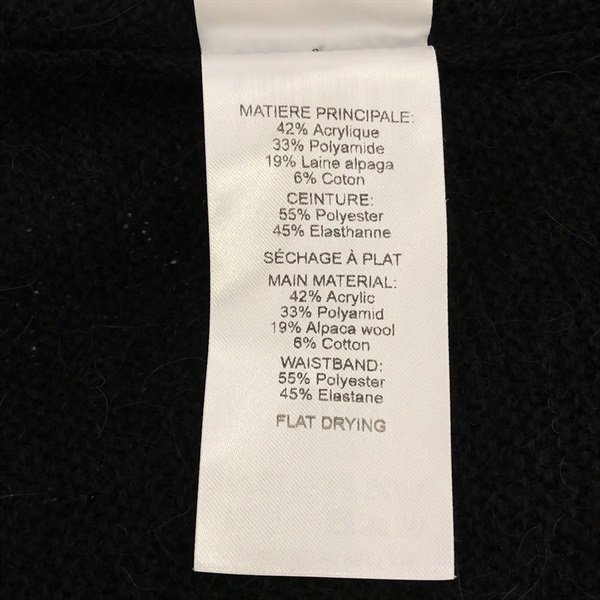 MATIERE PRINCIPALE:
42% Acrylique
33% Polyamide
19% Laine alpaga
6% Coton
CEINTURE:
55% Polyester
45% Elasthanne
SÉCHAGE À PLAT
MAIN MATERIAL:
42% Acrylic
33% Polyamid
19% Alpaca wool
6% Cotton
WAISTBAND:
55% Polyester
45% Elastane
FLAT DRYING